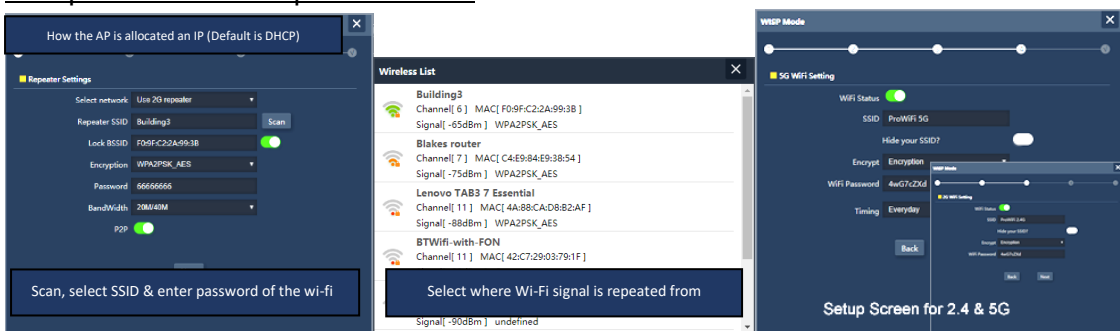 How the AP is allocated an IP (Default is DHCP)
Repeater Settings
Select network Use 2G repeater
Repeater SSID Building3 Scan
Lock BSSID F0:9F:C2:2A:99:3B
Encryption WPA2PSK_AES
Password 66666666
BandWidth 20M/40M
P2P
Scan, select SSID & enter password of the wi-fi
Wireless List
Building3
Channel[ 6 ] MAC[ F0:9F:C2:2A:99:3B ]
Signal[ -65dBm ] WPA2PSK_AES
Blakes router
Channel[ 7 ] MAC[ C4:E9:84:E9:38:54 ]
Signal[ -75dBm ] WPA2PSK_AES
Lenovo TAB3 7 Essential
Channel[ 11 ] MAC[ 4A:88:CA:D8:B2:AF ]
Signal[ -88dBm ] WPA2PSK_AES
BTWifi-with-FON
Channel[ 11 ] MAC[ 42:C7:29:03:79:1F ]
Select where Wi-Fi signal is repeated from
Signal[ -90dBm ] undefined
WISP Mode
5G WiFi Setting
WiFi Status
SSID ProWiFi 5G
Hide your SSID?
Encrypt Encryption
WiFi Password 4wG7cZXd
Timing Everyday
Back
WISP Mode
2G WiFi Setting
WiFi Status
SSID ProWiFi 2.4G
Hide your SSID?
Encrypt Encryption
WiFi Password 4wG7cZXd
Back Next
Setup Screen for 2.4 & 5G